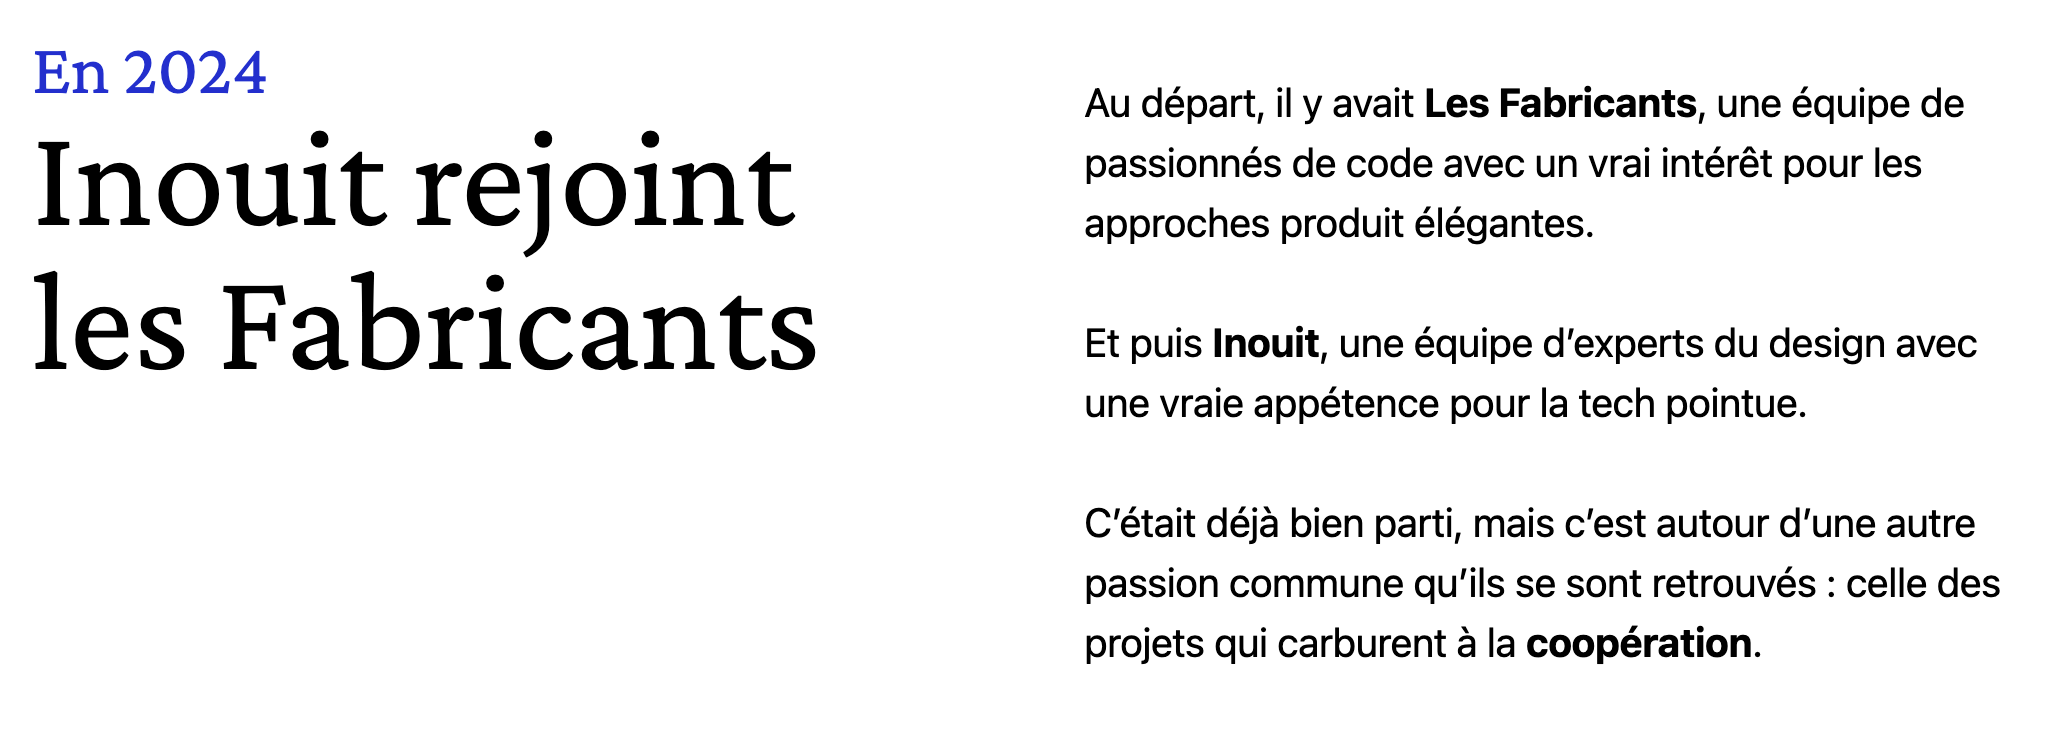 En 2024
Inouit rejoint
les Fabricants
Au départ, il y avait Les Fabricants, une équipe de
passionnés de code avec un vrai intérêt pour les
approches produit élégantes.
Et puis Inouit, une équipe d’experts du design avec
une vraie appétence pour la tech pointue.
C’était déjà bien parti, mais c’est autour d’une autre
passion commune qu’ils se sont retrouvés : celle des
projets qui carburent à la coopération.